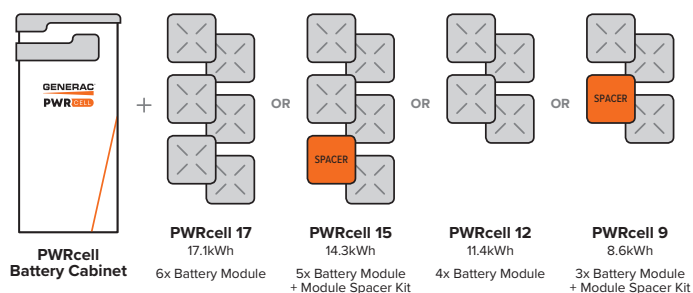 GENERAC
PWRCELL
PWRcell
Battery Cabinet
+
PWRcell 17
17.1kWh
6x Battery Module
OR
SPACER
PWRcell 15
14.3kWh
5x Battery Module
+ Module Spacer Kit
OR
PWRcell 12
11.4kWh
4x Battery Module
OR
SPACER
PWRcell 9
8.6kWh
3x Battery Module
+ Module Spacer Kit